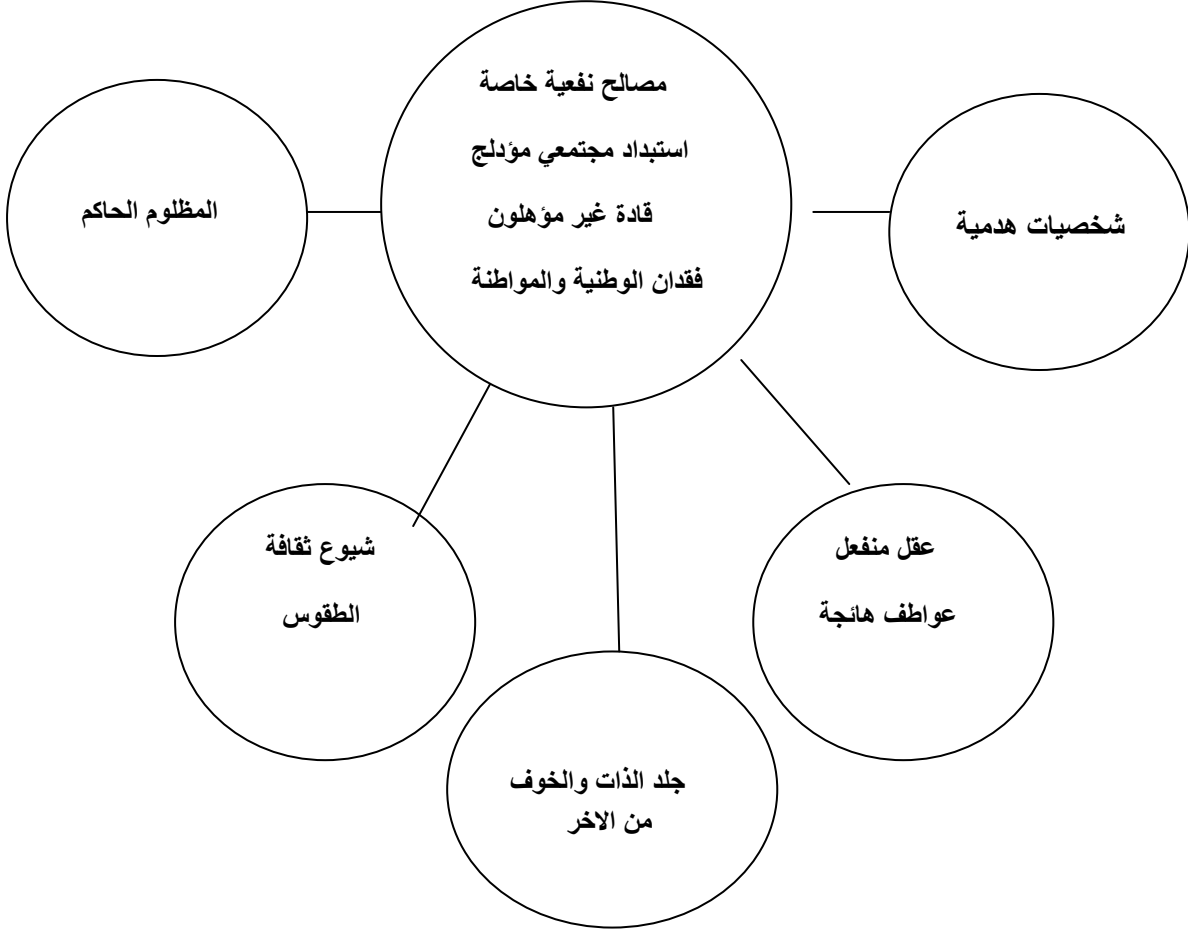 مصالح نفعية خاصة
استبداد مجتمعي مؤدلج
قادة غير مؤهلون
فقدان الوطنية والمواطنة
شخصيات هدمية
المظلوم الحاكم
عقل منفعل
عواطف هائجة
شيوع ثقافة
الطقوس
جلد الذات والخوف
من الاخر